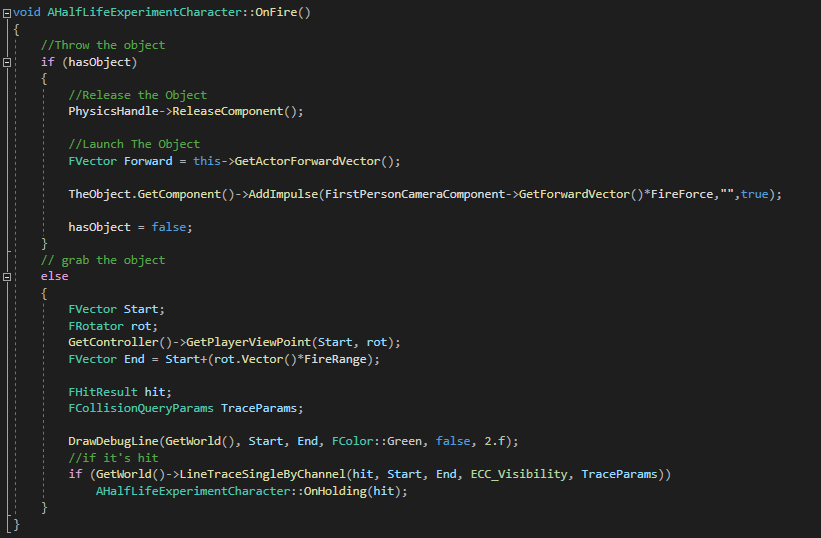 void AHalfLifeExperimentCharacter::OnFire()
{
    //Throw the object
    if (hasObject)
    {
        //Release the Object
        PhysicsHandle->ReleaseComponent();

        //Launch The Object
        FVector Forward = this->GetActorForwardVector();

        TheObject.GetComponent()->AddImpulse(FirstPersonCameraComponent->GetForwardVector()*FireForce,"",true);

        hasObject = false;
    }
    // grab the object
    else
    {
        FVector Start;
        FRotator rot;
        GetController()->GetPlayerViewPoint(Start, rot);
        FVector End = Start+(rot.Vector()*FireRange);

        FHitResult hit;
        FCollisionQueryParams TraceParams;

        DrawDebugLine(GetWorld(), Start, End, FColor::Green, false, 2.f);
        //if it's hit
        if (GetWorld()->LineTraceSingleByChannel(hit, Start, End, ECC_Visibility, TraceParams))
            AHalfLifeExperimentCharacter::OnHolding(hit);
    }
}